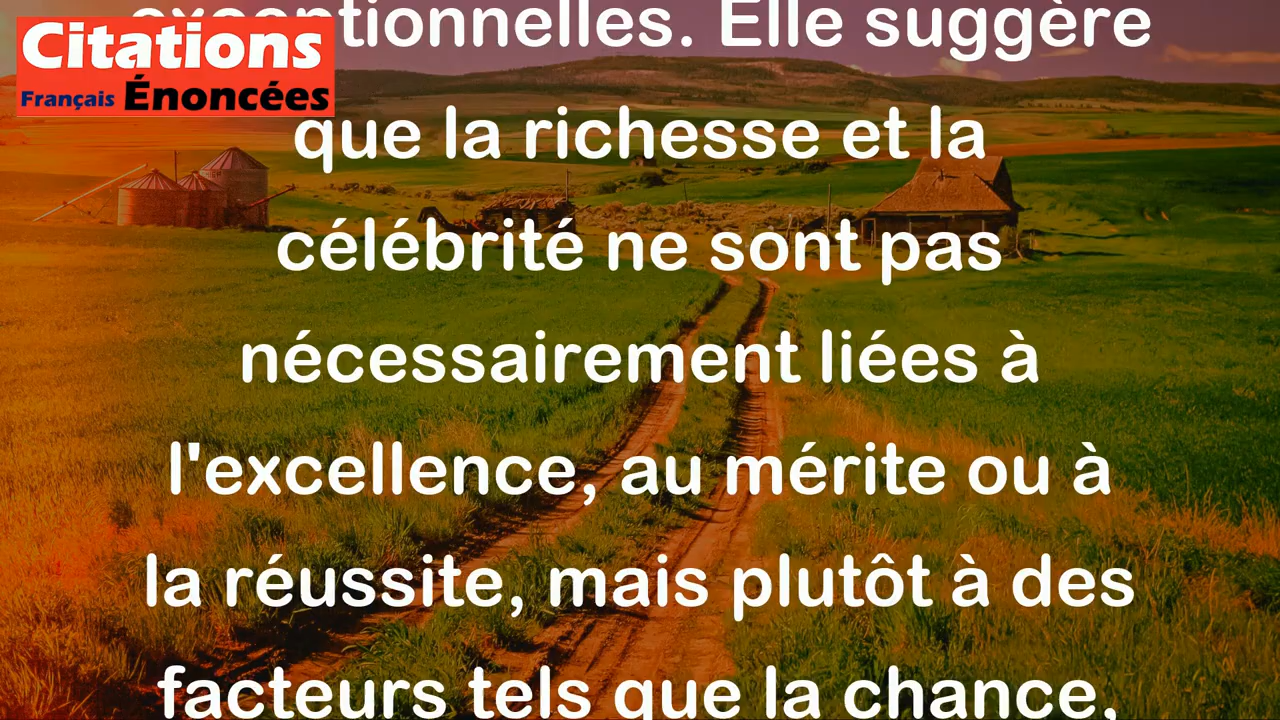 Citations
Français Énoncées
exceptionnelles. Elle suggère
que la richesse et la
célébrité ne sont pas
nécessairement liées à
l'excellence, au mérite ou à
la réussite, mais plutôt à des
facteurs tels que la chance,